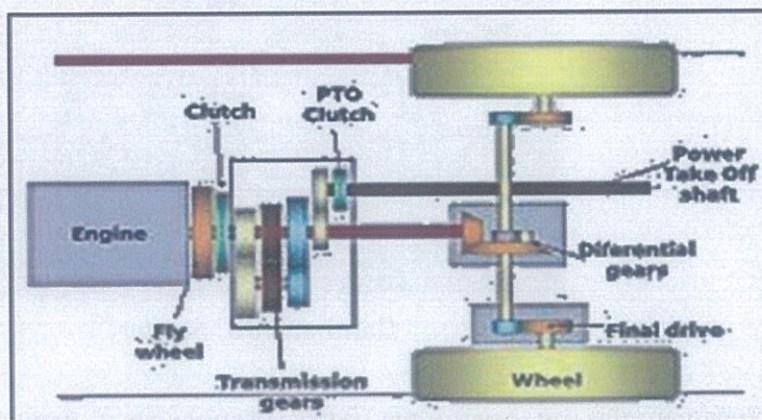 Clutch
PTO
Clutch
Power
Take Off
shaft
Engine
Diferential
gears
Fly
wheel
Final drive
Transmission
gears
Wheel